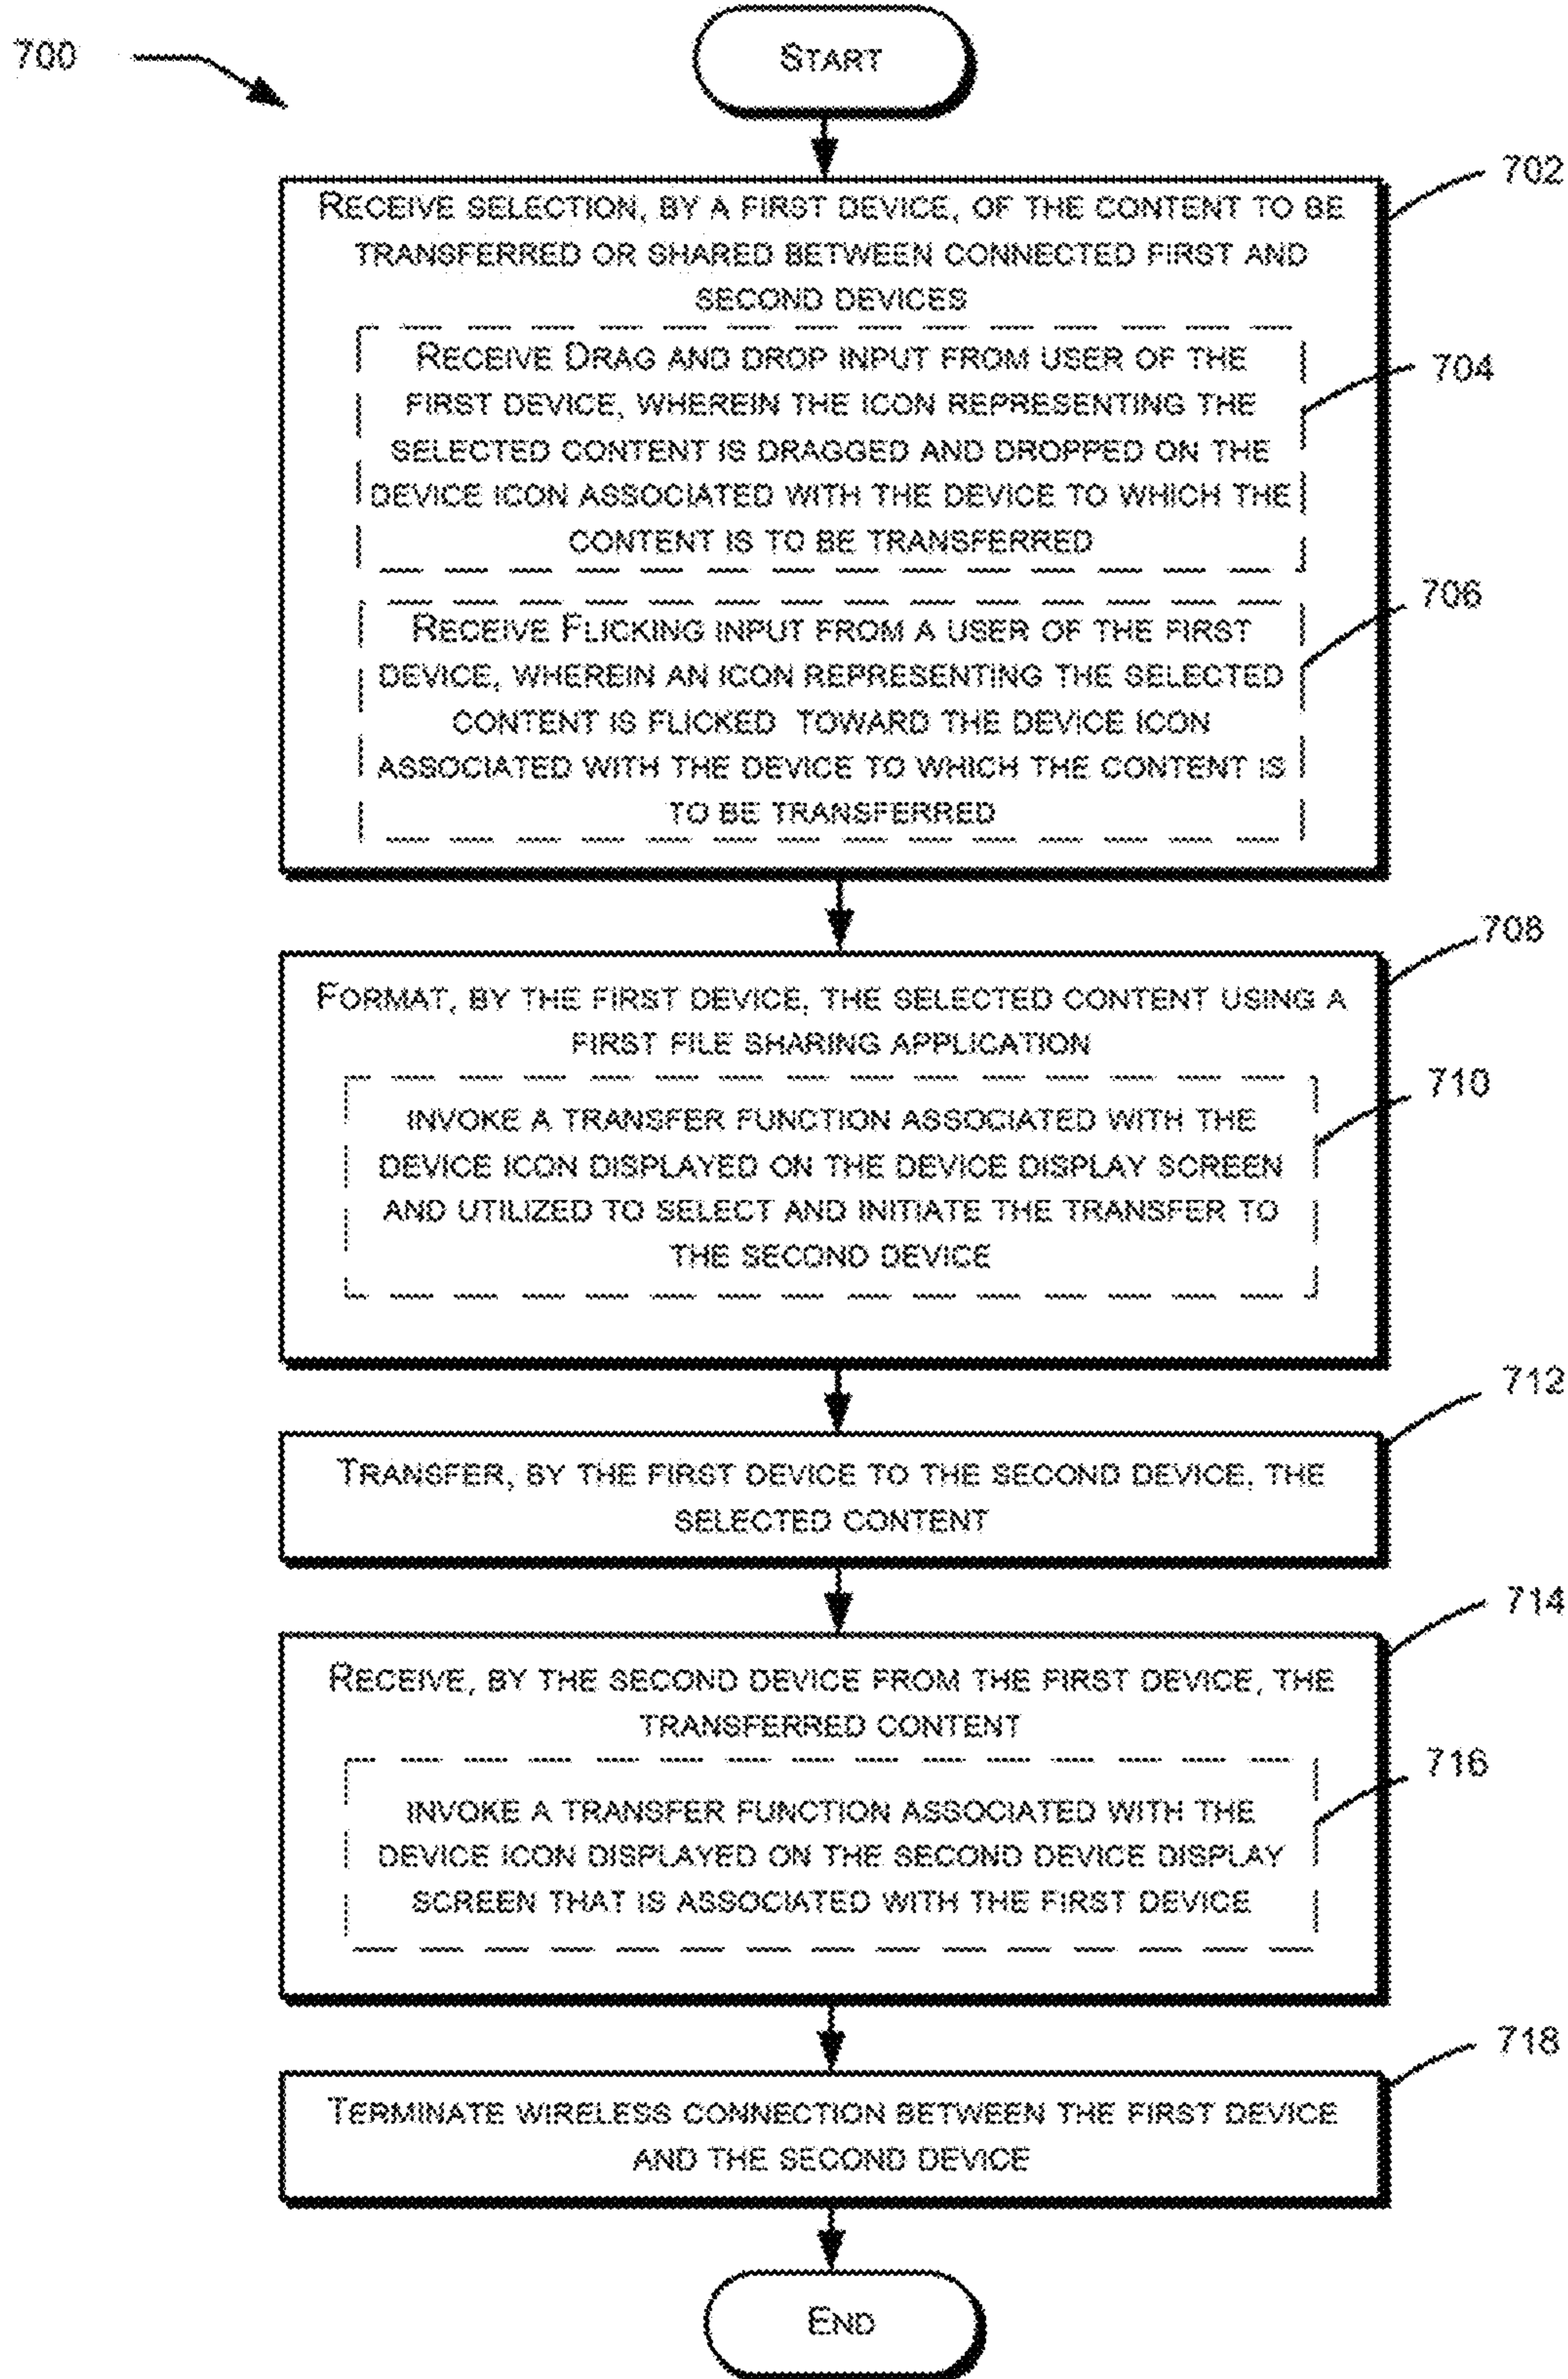 700
START
702
RECEIVE SELECTION, BY A FIRST DEVICE, OF THE CONTENT TO BE
TRANSFERRED OR SHARED BETWEEN CONNECTED FIRST AND
SECOND DEVICES
704
RECEIVE DRAG AND DROP INPUT FROM USER OF THE
FIRST DEVICE, WHEREIN THE ICON REPRESENTING THE
SELECTED CONTENT IS DRAGGED AND DROPPED ON THE
DEVICE ICON ASSOCIATED WITH THE DEVICE TO WHICH THE
CONTENT IS TO BE TRANSFERRED
706
RECEIVE FLICKING INPUT FROM A USER OF THE FIRST
DEVICE, WHEREIN AN ICON REPRESENTING THE SELECTED
CONTENT IS FLICKED TOWARD THE DEVICE ICON
ASSOCIATED WITH THE DEVICE TO WHICH THE CONTENT IS
TO BE TRANSFERRED
708
FORMAT, BY THE FIRST DEVICE, THE SELECTED CONTENT USING A
FIRST FILE SHARING APPLICATION
710
INVOKE A TRANSFER FUNCTION ASSOCIATED WITH THE
DEVICE ICON DISPLAYED ON THE DEVICE DISPLAY SCREEN
AND UTILIZED TO SELECT AND INITIATE THE TRANSFER TO
THE SECOND DEVICE
712
TRANSFER, BY THE FIRST DEVICE TO THE SECOND DEVICE, THE
SELECTED CONTENT
714
RECEIVE, BY THE SECOND DEVICE FROM THE FIRST DEVICE, THE
TRANSFERRED CONTENT
716
INVOKE A TRANSFER FUNCTION ASSOCIATED WITH THE
DEVICE ICON DISPLAYED ON THE SECOND DEVICE DISPLAY
SCREEN THAT IS ASSOCIATED WITH THE FIRST DEVICE
718
TERMINATE WIRELESS CONNECTION BETWEEN THE FIRST DEVICE
AND THE SECOND DEVICE
END